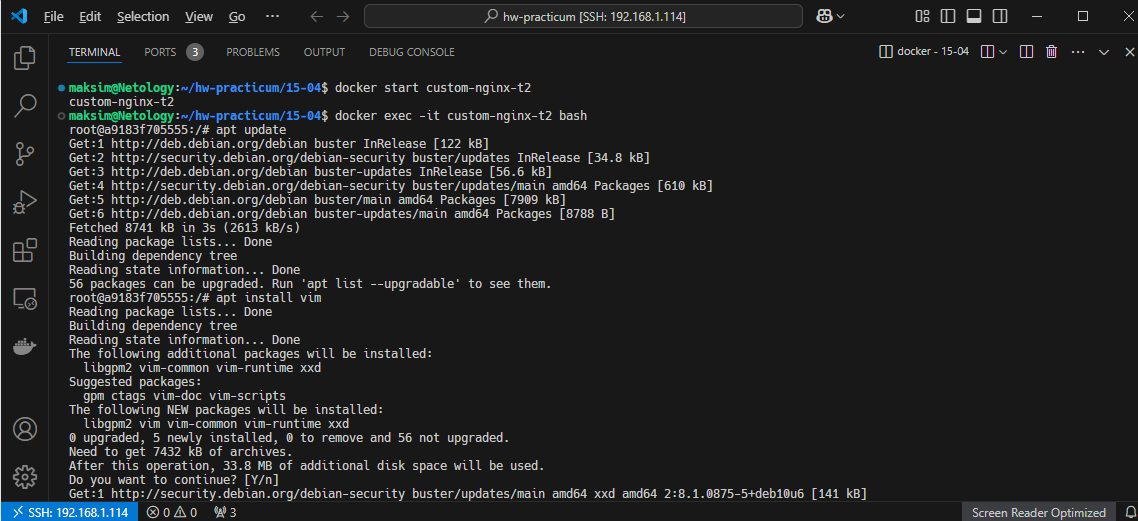 File Edit Selection View Go ··· hw-practicum [SSH: 192.168.1.114]
TERMINAL PORTS 3 PROBLEMS OUTPUT DEBUG CONSOLE docker - 15-04
maksim@Netology:~/hw-practicum/15-04$ docker start custom-nginx-t2
custom-nginx-t2
maksim@Netology:~/hw-practicum/15-04$ docker exec -it custom-nginx-t2 bash
root@a9183f705555:/# apt update
Get:1 http://deb.debian.org/debian buster InRelease [122 kB]
Get:2 http://security.debian.org/debian-security buster/updates InRelease [34.8 kB]
Get:3 http://deb.debian.org/debian buster-updates InRelease [56.6 kB]
Get:4 http://security.debian.org/debian-security buster/updates/main amd64 Packages [610 kB]
Get:5 http://deb.debian.org/debian buster/main amd64 Packages [7909 kB]
Get:6 http://deb.debian.org/debian buster-updates/main amd64 Packages [8788 B]
Fetched 8741 kB in 3s (2613 kB/s)
Reading package lists... Done
Building dependency tree
Reading state information... Done
56 packages can be upgraded. Run 'apt list --upgradable' to see them.
root@a9183f705555:/# apt install vim
Reading package lists... Done
Building dependency tree
Reading state information... Done
The following additional packages will be installed:
  libgpm2 vim-common vim-runtime xxd
Suggested packages:
  gpm ctags vim-doc vim-scripts
The following NEW packages will be installed:
  libgpm2 vim vim-common vim-runtime xxd
0 upgraded, 5 newly installed, 0 to remove and 56 not upgraded.
Need to get 7432 kB of archives.
After this operation, 33.8 MB of additional disk space will be used.
Do you want to continue? [Y/n]
Get:1 http://security.debian.org/debian-security buster/updates/main amd64 xxd amd64 2:8.1.0875-5+deb10u6 [141 kB]
SSH: 192.168.1.114 0 0 3 Screen Reader Optimized